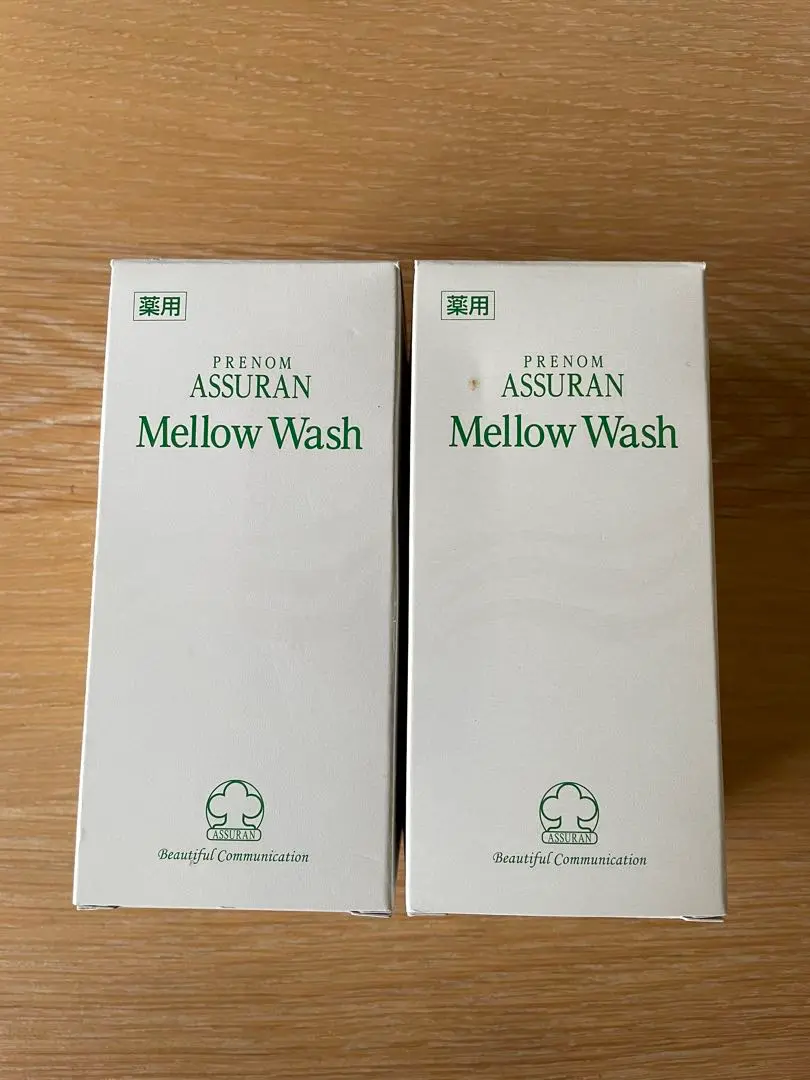 薬用
PRENOM
ASSURAN
Mellow Wash
ASSURAN
Beautiful Communication
薬用
PRENOM
ASSURAN
Mellow Wash
ASSURAN
Beautiful Communication